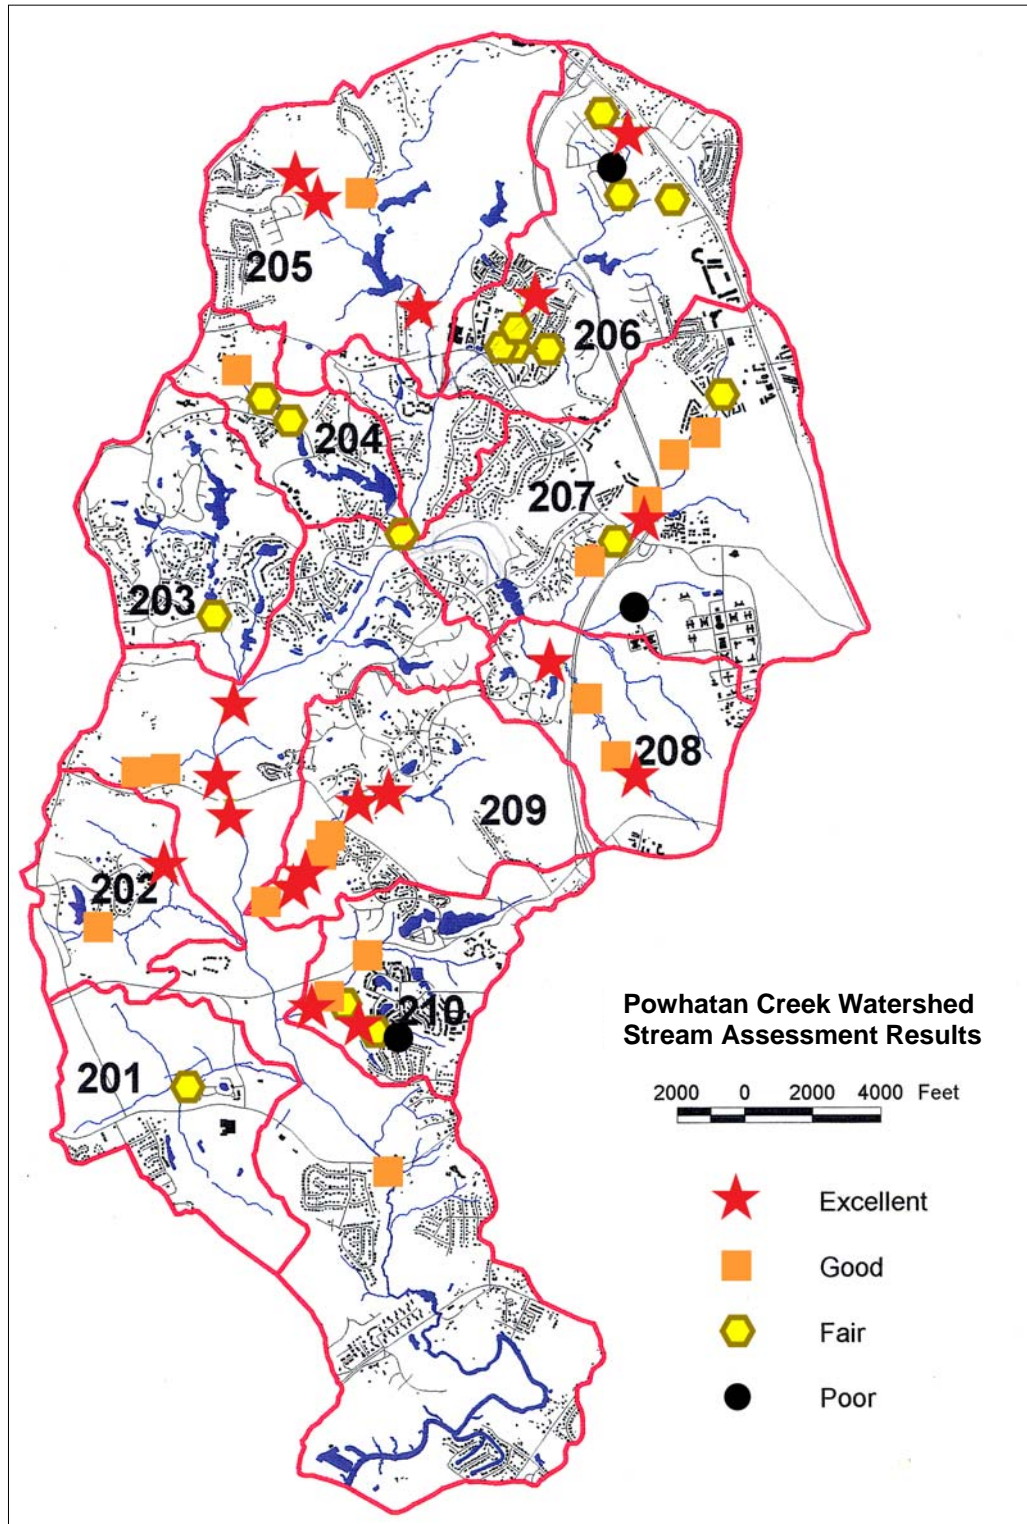 205
206
204
207
203
208
209
202
210
Powhatan Creek Watershed
Stream Assessment Results
201
2000 0 2000 4000 Feet
Excellent
Good
Fair
Poor